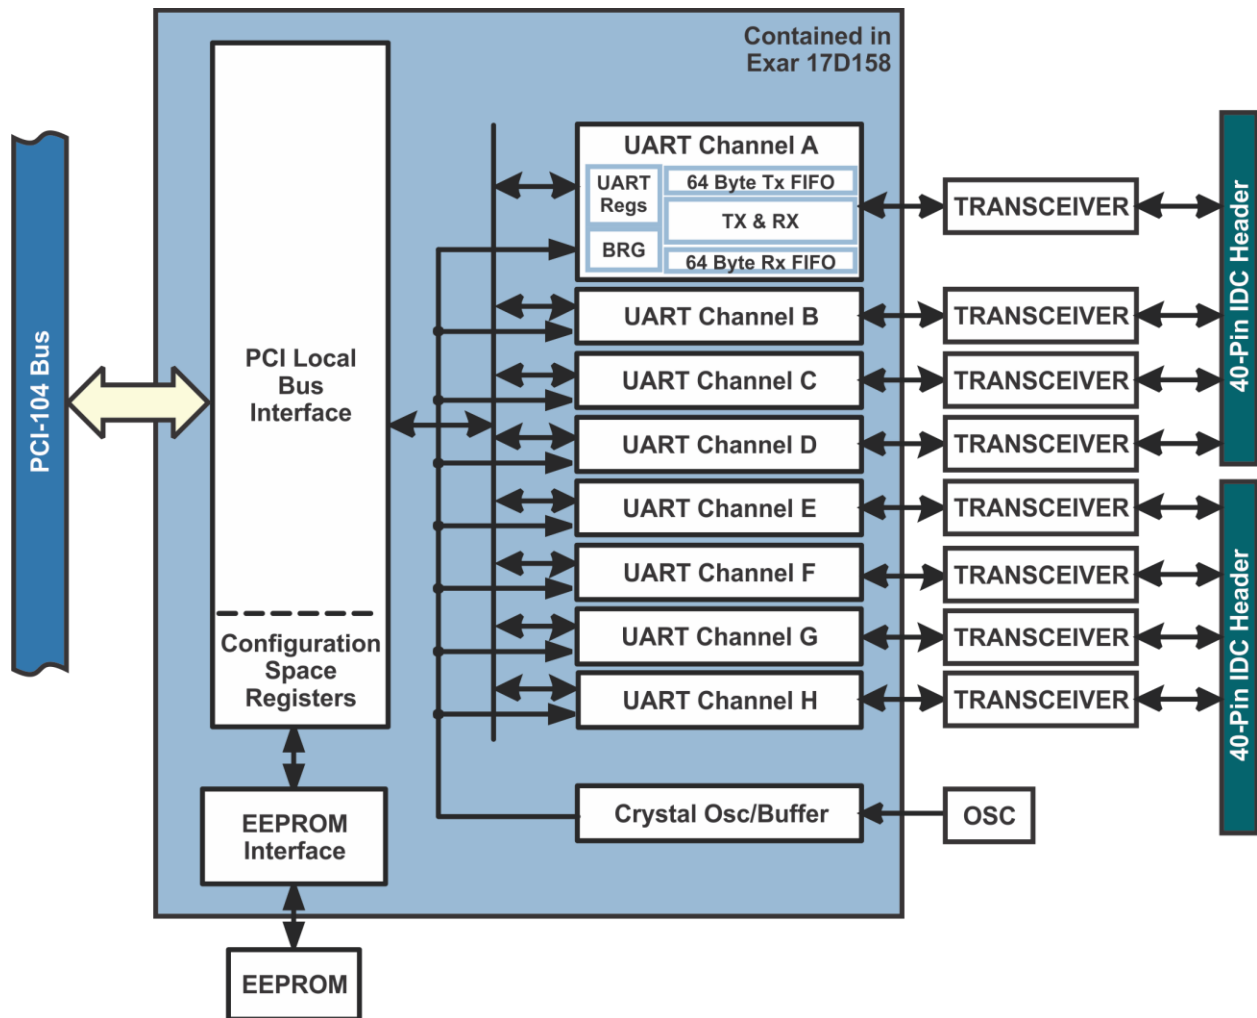 Contained in
Exar 17D158
PCI-104 Bus
PCI Local
Bus
Interface
Configuration
Space
Registers
EEPROM
Interface
EEPROM
UART Channel A
UART
Regs
BRG
64 Byte Tx FIFO
TX & RX
64 Byte Rx FIFO
UART Channel B
UART Channel C
UART Channel D
UART Channel E
UART Channel F
UART Channel G
UART Channel H
Crystal Osc/Buffer
OSC
TRANSCEIVER
TRANSCEIVER
TRANSCEIVER
TRANSCEIVER
TRANSCEIVER
TRANSCEIVER
TRANSCEIVER
TRANSCEIVER
40-Pin IDC Header
40-Pin IDC Header